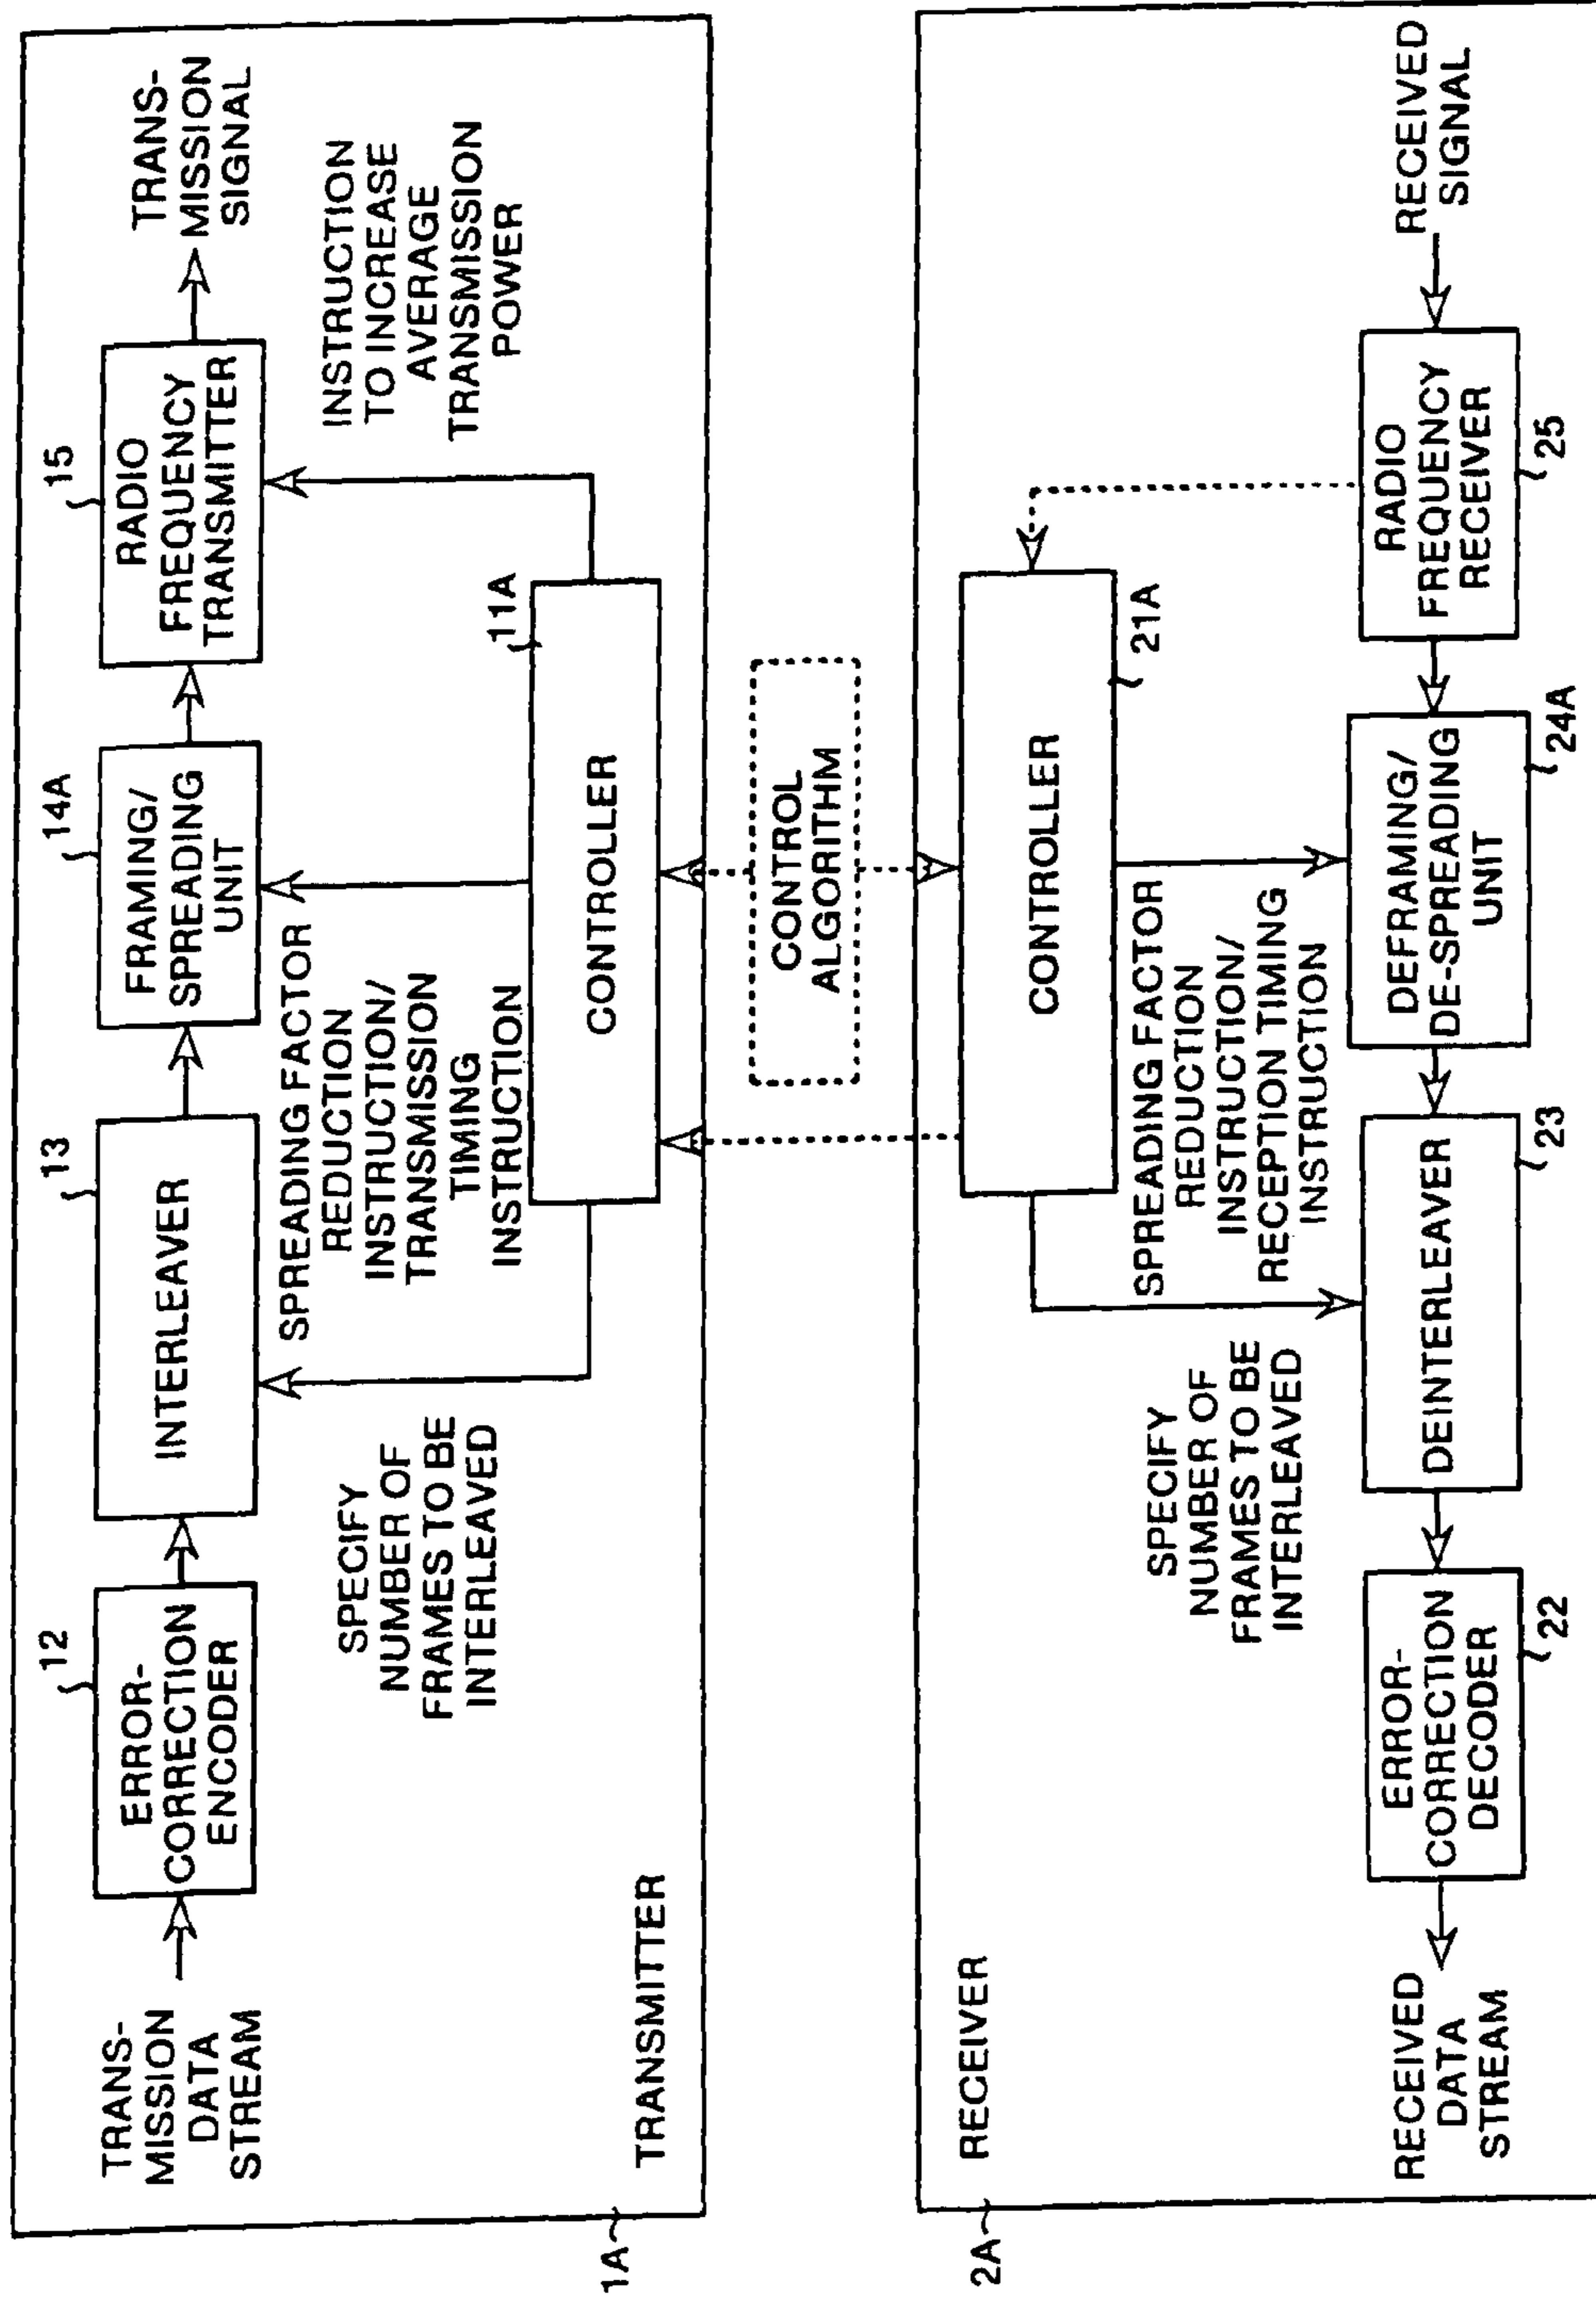 12
13
14A
15
TRANS-
MISSION
DATA
STREAM
ERROR-
CORRECTION
ENCODER
INTERLEAVER
FRAMING/
SPREADING
UNIT
RADIO
FREQUENCY
TRANSMITTER
TRANS-
MISSION
SIGNAL
SPECIFY
NUMBER OF
FRAMES TO BE
INTERLEAVED
SPREADING FACTOR
REDUCTION
INSTRUCTION/
TRANSMISSION
TIMING
INSTRUCTION
INSTRUCTION
TO INCREASE
AVERAGE
TRANSMISSION
POWER
11A
CONTROLLER
TRANSMITTER
1A
CONTROL
ALGORITHM
2A
RECEIVER
CONTROLLER
21A
SPECIFY
NUMBER OF
FRAMES TO BE
INTERLEAVED
SPREADING FACTOR
REDUCTION
INSTRUCTION/
RECEPTION TIMING
INSTRUCTION
RECEIVED
DATA
STREAM
ERROR-
CORRECTION
DECODER
DEINTERLEAVER
DEFRAMING/
DE-SPREADING
UNIT
RADIO
FREQUENCY
RECEIVER
RECEIVED
SIGNAL
22
23
24A
25